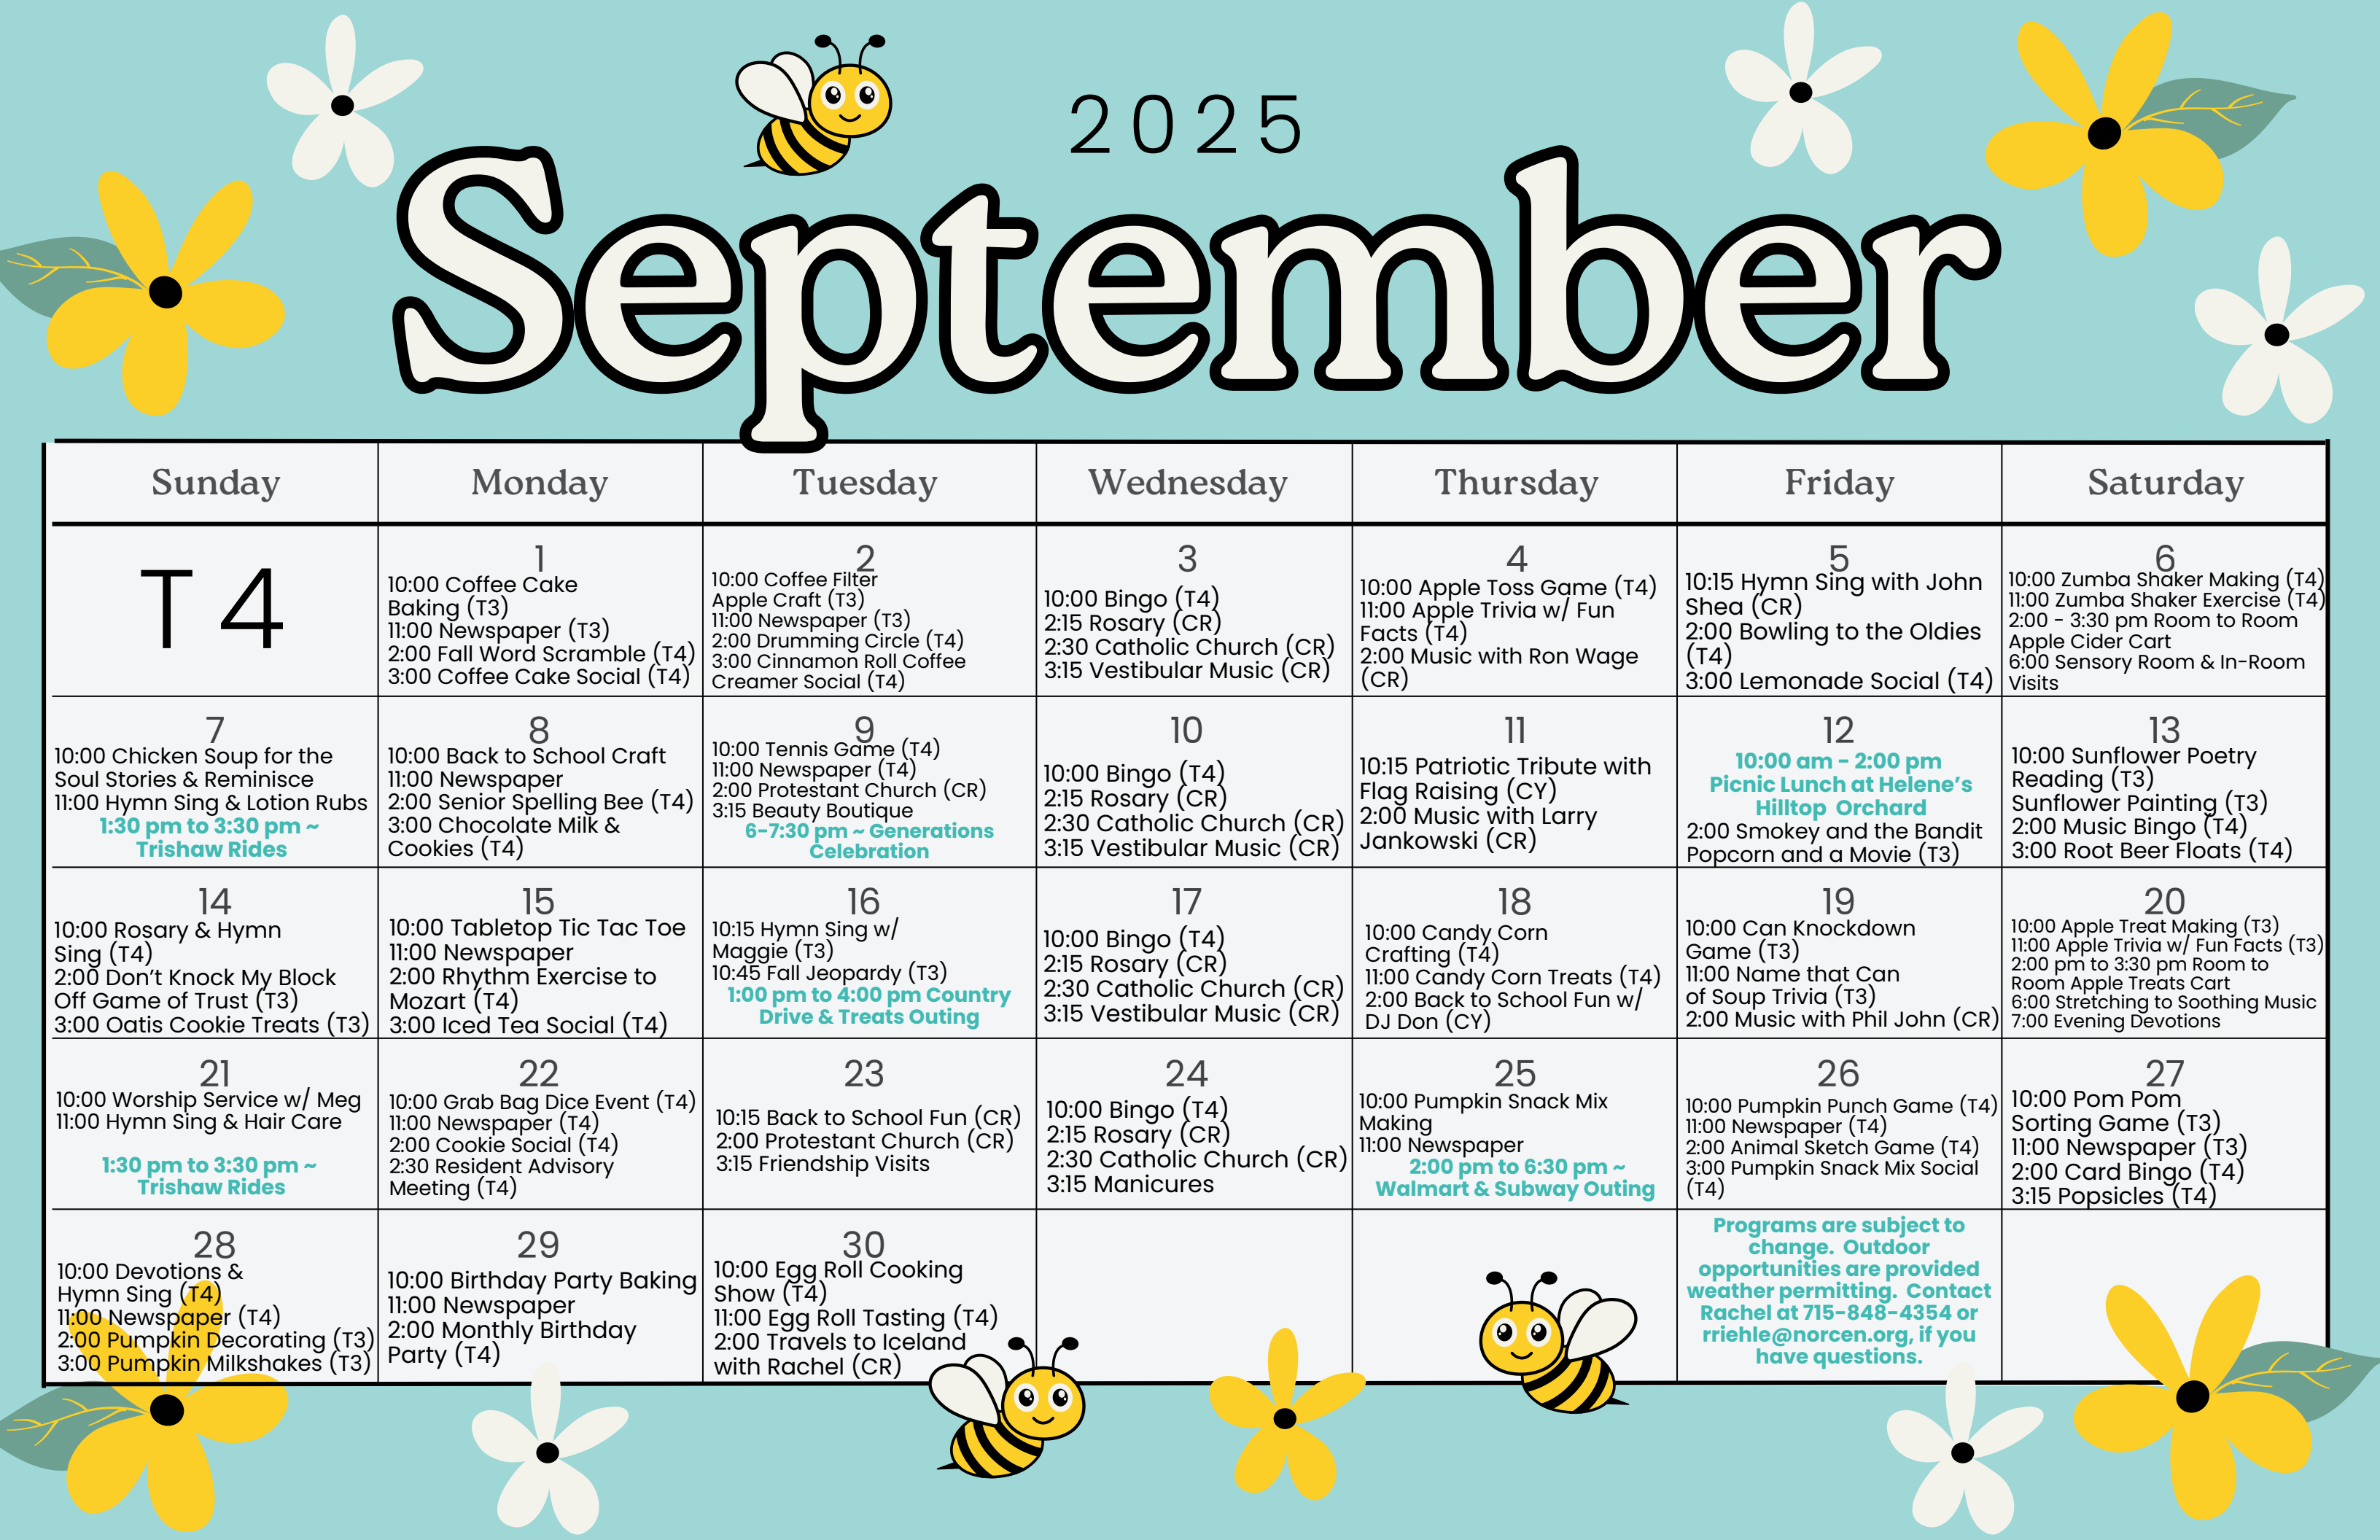 2025
September
Sunday Monday Tuesday Wednesday Thursday Friday Saturday
T 4
1
10:00 Coffee Cake
Baking (T3)
11:00 Newspaper (T3)
2:00 Fall Word Scramble (T4)
3:00 Coffee Cake Social (T4)
2
10:00 Coffee Filter
Apple Craft (T3)
11:00 Newspaper (T3)
2:00 Drumming Circle (T4)
3:00 Cinnamon Roll Coffee
Creamer Social (T4)
3
10:00 Bingo (T4)
2:15 Rosary (CR)
2:30 Catholic Church (CR)
3:15 Vestibular Music (CR)
4
10:00 Apple Toss Game (T4)
11:00 Apple Trivia w/ Fun
Facts (T4)
2:00 Music with Ron Wage
(CR)
5
10:15 Hymn Sing with John
Shea (CR)
2:00 Bowling to the Oldies
(T4)
3:00 Lemonade Social (T4)
6
10:00 Zumba Shaker Making (T4)
11:00 Zumba Shaker Exercise (T4)
2:00 - 3:30 pm Room to Room
Apple Cider Cart
6:00 Sensory Room & In-Room
Visits
7
10:00 Chicken Soup for the
Soul Stories & Reminisce
11:00 Hymn Sing & Lotion Rubs
1:30 pm to 3:30 pm ~
Trishaw Rides
8
10:00 Back to School Craft
11:00 Newspaper
2:00 Senior Spelling Bee (T4)
3:00 Chocolate Milk &
Cookies (T4)
9
10:00 Tennis Game (T4)
11:00 Newspaper (T4)
2:00 Protestant Church (CR)
3:15 Beauty Boutique
6-7:30 pm ~ Generations
Celebration
10
10:00 Bingo (T4)
2:15 Rosary (CR)
2:30 Catholic Church (CR)
3:15 Vestibular Music (CR)
11
10:15 Patriotic Tribute with
Flag Raising (CY)
2:00 Music with Larry
Jankowski (CR)
12
10:00 am - 2:00 pm
Picnic Lunch at Helene's
Hilltop Orchard
2:00 Smokey and the Bandit
Popcorn and a Movie (T3)
13
10:00 Sunflower Poetry
Reading (T3)
Sunflower Painting (T3)
2:00 Music Bingo (T4)
3:00 Root Beer Floats (T4)
14
10:00 Rosary & Hymn
Sing (T4)
2:00 Don't Knock My Block
Off Game of Trust (T3)
3:00 Oatis Cookie Treats (T3)
15
10:00 Tabletop Tic Tac Toe
11:00 Newspaper
2:00 Rhythm Exercise to
Mozart (T4)
3:00 Iced Tea Social (T4)
16
10:15 Hymn Sing w/
Maggie (T3)
10:45 Fall Jeopardy (T3)
1:00 pm to 4:00 pm Country
Drive & Treats Outing
17
10:00 Bingo (T4)
2:15 Rosary (CR)
2:30 Catholic Church (CR)
3:15 Vestibular Music (CR)
18
10:00 Candy Corn
Crafting (T4)
11:00 Candy Corn Treats (T4)
2:00 Back to School Fun w/
DJ Don (CY)
19
10:00 Can Knockdown
Game (T3)
11:00 Name that Can
of Soup Trivia (T3)
2:00 Music with Phil John (CR)
20
10:00 Apple Treat Making (T3)
11:00 Apple Trivia w/ Fun Facts (T3)
2:00 pm to 3:30 pm Room to
Room Apple Treats Cart
6:00 Stretching to Soothing Music
7:00 Evening Devotions
21
10:00 Worship Service w/ Meg
11:00 Hymn Sing & Hair Care
1:30 pm to 3:30 pm ~
Trishaw Rides
22
10:00 Grab Bag Dice Event (T4)
11:00 Newspaper (T4)
2:00 Cookie Social (T4)
2:30 Resident Advisory
Meeting (T4)
23
10:15 Back to School Fun (CR)
2:00 Protestant Church (CR)
3:15 Friendship Visits
24
10:00 Bingo (T4)
2:15 Rosary (CR)
2:30 Catholic Church (CR)
3:15 Manicures
25
10:00 Pumpkin Snack Mix
Making
11:00 Newspaper
2:00 pm to 6:30 pm ~
Walmart & Subway Outing
26
10:00 Pumpkin Punch Game (T4)
11:00 Newspaper (T4)
2:00 Animal Sketch Game (T4)
3:00 Pumpkin Snack Mix Social
(T4)
27
10:00 Pom Pom
Sorting Game (T3)
11:00 Newspaper (T3)
2:00 Card Bingo (T4)
3:15 Popsicles (T4)
28
10:00 Devotions &
Hymn Sing (T4)
11:00 Newspaper (T4)
2:00 Pumpkin Decorating (T3)
3:00 Pumpkin Milkshakes (T3)
29
10:00 Birthday Party Baking
11:00 Newspaper
2:00 Monthly Birthday
Party (T4)
30
10:00 Egg Roll Cooking
Show (T4)
11:00 Egg Roll Tasting (T4)
2:00 Travels to Iceland
with Rachel (CR)
Programs are subject to
change. Outdoor
opportunities are provided
weather permitting. Contact
Rachel at 715-848-4354 or
rriehle@norcen.org, if you
have questions.